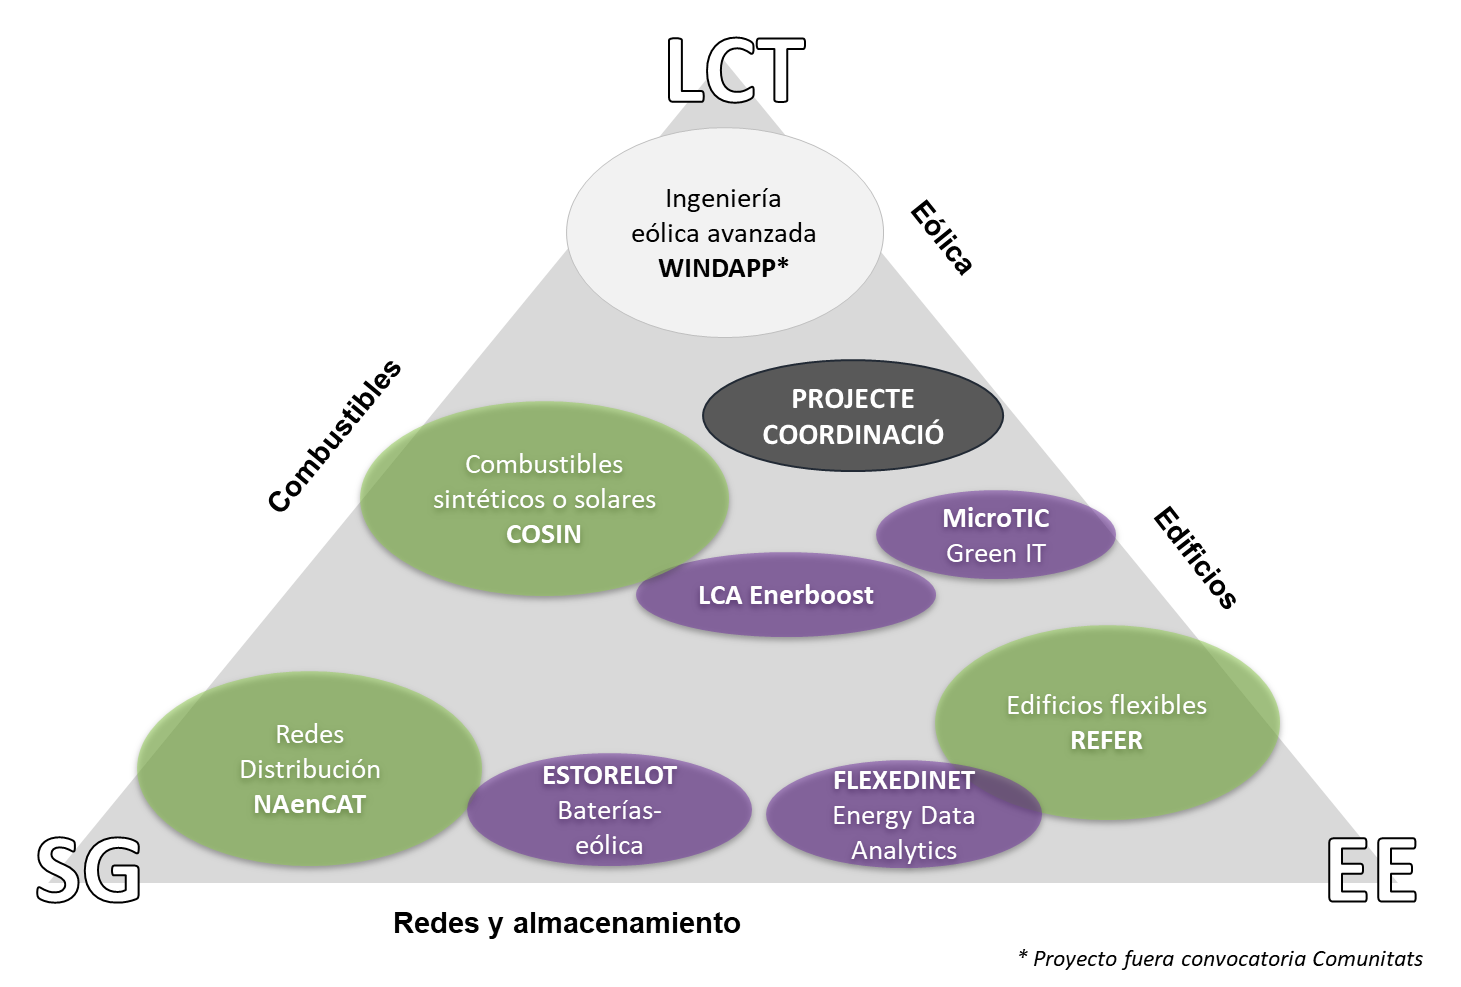 LCT
Ingeniería
eólica avanzada
WINDAPP*
Eólica
PROJECTE
COORDINACIÓ
Combustibles
Combustibles
sintéticos o solares
COSIN
MicroTIC
Green IT
Edificios
LCA Enerboost
Edificios flexibles
REFER
Redes
Distribución
NAenCAT
ESTORELOT
Baterías-
eólica
FLEXEDINET
Energy Data
Analytics
SG
EE
Redes y almacenamiento
* Proyecto fuera convocatoria Comunitats